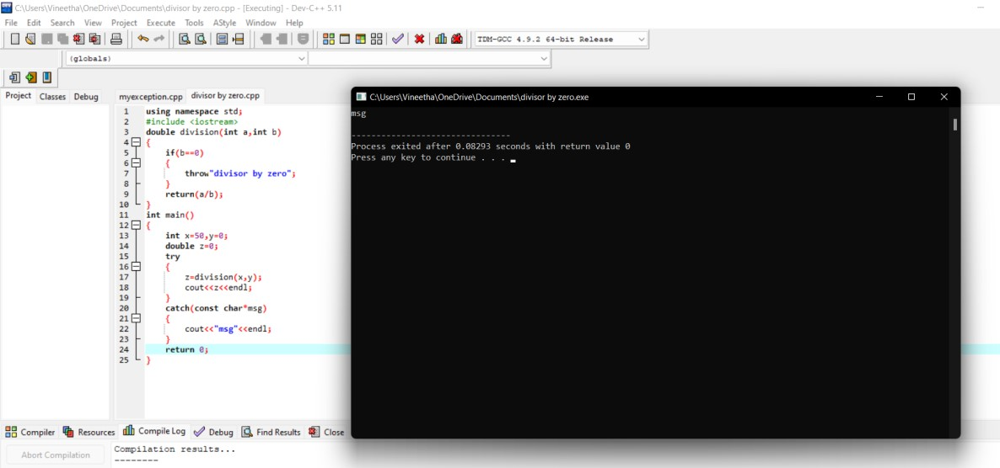 C:\Users\Vineetha\OneDrive\Documents\divisor by zero.cpp - [Executing] - Dev-C++ 5.11
File Edit Search View Project Execute Tools AStyle Window Help
TDM-GCC 4.9.2 64-bit Release
(globals)
Project Classes Debug
myexception.cpp divisor by zero.cpp
1 using namespace std;
2 #include <iostream>
3 double division(int a,int b)
4 {
5 if(b==0)
6 {
7 throw"divisor by zero";
8 }
9 return(a/b);
10 }
11 int main()
12 {
13 int x=50,y=0;
14 double z=0;
15 try
16 {
17 z=division(x,y);
18 cout<<z<<endl;
19 }
20 catch(const char*msg)
21 {
22 cout<<"msg"<<endl;
23 }
24 return 0;
25 }
C:\Users\Vineetha\OneDrive\Documents\divisor by zero.exe
msg
--------------------------------
Process exited after 0.08293 seconds with return value 0
Press any key to continue . . .
Compiler Resources Compile Log Debug Find Results Close
Abort Compilation
Compilation results...
--------